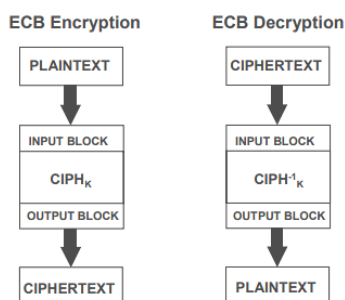 ECB Encryption
PLAINTEXT
INPUT BLOCK
CIPHK
OUTPUT BLOCK
CIPHERTEXT
ECB Decryption
CIPHERTEXT
INPUT BLOCK
CIPH-1K
OUTPUT BLOCK
PLAINTEXT